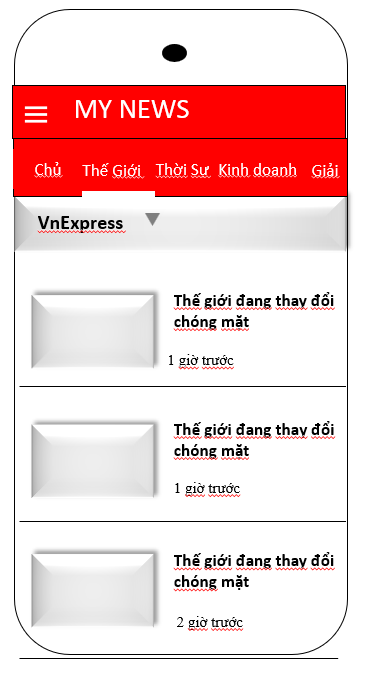 MY NEWS
Chủ Thế Giới Thời Sự Kinh doanh Giải
VnExpress
Thế giới đang thay đổi
chóng mặt
1 giờ trước
Thế giới đang thay đổi
chóng mặt
1 giờ trước
Thế giới đang thay đổi
chóng mặt
2 giờ trước